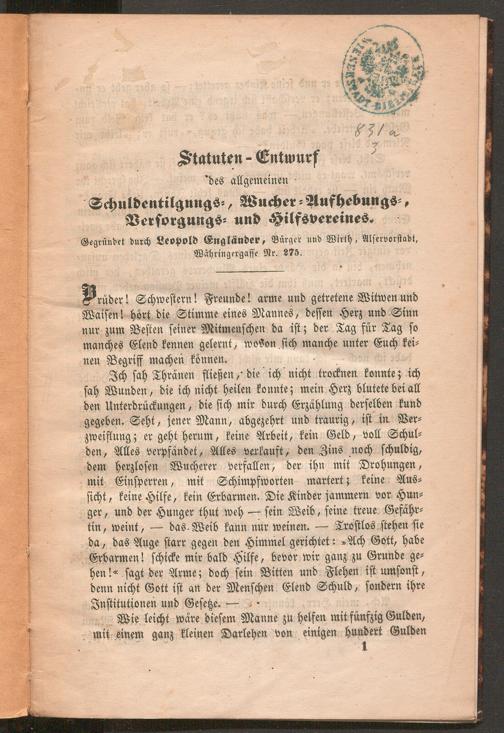 831a
3
Statuten-Entwurf
des allgemeinen
Schuldentilgungs-, Wucher-Aufhebungs-,
Versorgungs- und Hilfsvereines.
Gegründet durch Leopold Engländer, Bürger und Wirth, Alservorstadt,
Währingergasse Nr. 275.
Brüder! Schwestern! Freunde! arme und getretene Witwen und
Waisen! hört die Stimme eines Mannes, dessen Herz und Sinn
nur zum Besten seiner Mitmenschen da ist; der Tag für Tag so
manches Elend kennen gelernt, wovon sich manche unter Euch kei-
nen Begriff machen können.
Ich sah Thränen fließen, die ich nicht trocknen konnte; ich
sah Wunden, die ich nicht heilen konnte; mein Herz blutete bei all
den Unterdrückungen, die sich mir durch Erzählung derselben kund
gegeben. Seht, jener Mann, abgezehrt und traurig, ist in Ver-
zweiflung; er geht herum, keine Arbeit, kein Geld, voll Schul-
den, Alles verpfändet, Alles verkauft, den Zins noch schuldig,
dem herzlosen Wucherer verfallen, der ihn mit Drohungen,
mit Einsperren, mit Schimpfworten martert; keine Aus-
sicht, keine Hilfe, kein Erbarmen. Die Kinder jammern vor Hun-
ger, und der Hunger thut weh — sein Weib, seine treue Gefähr-
tin, weint, — das Weib kann nur weinen. — Trostlos stehen sie
da, das Auge starr gegen den Himmel gerichtet: »Ach Gott, habe
Erbarmen! schicke mir bald Hilfe, bevor wir ganz zu Grunde ge-
hen!« sagt der Arme; doch sein Bitten und Flehen ist umsonst,
denn nicht Gott ist an der Menschen Elend Schuld, sondern ihre
Institutionen und Gesetze. —
Wie leicht wäre diesem Manne zu helfen mit fünfzig Gulden,
mit einem ganz kleinen Darlehen von einigen hundert Gulden
1